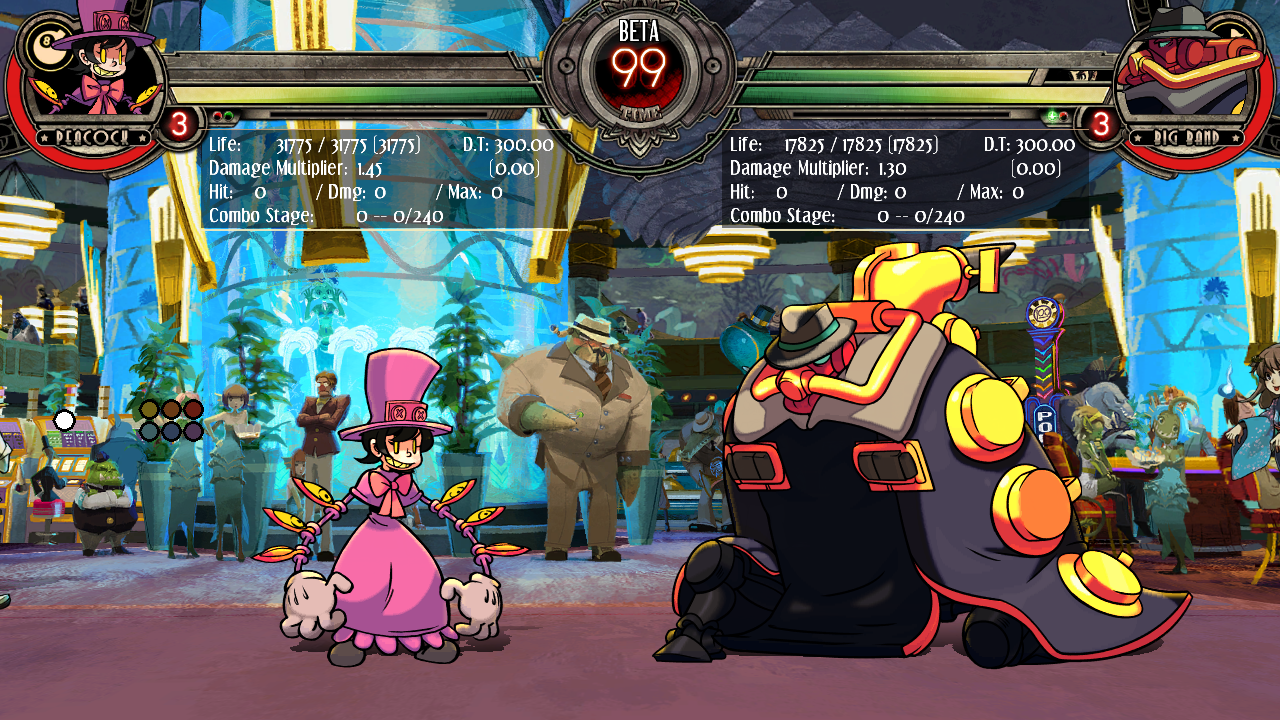 BETA
99
TIME
8
PEACOCK
3
BIG BAND
3
Life: 31775 / 31775 (31775) D.T: 300.00
Damage Multiplier: 1.45 (0.00)
Hit: 0 / Dmg: 0 / Max: 0
Combo Stage: 0 -- 0/240
Life: 17825 / 17825 (17825) D.T: 300.00
Damage Multiplier: 1.30 (0.00)
Hit: 0 / Dmg: 0 / Max: 0
Combo Stage: 0 -- 0/240